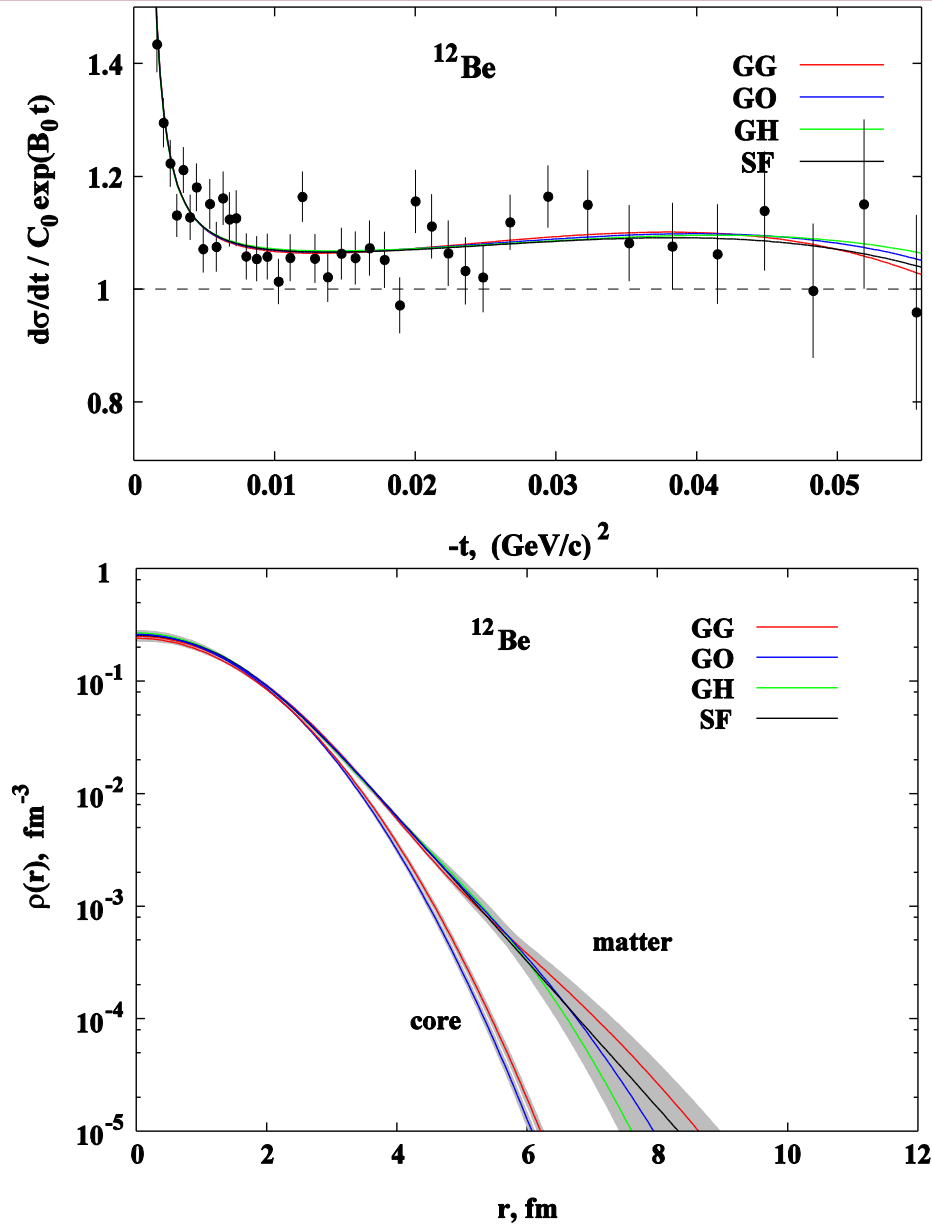 12Be
GG
GO
GH
SF
dσ/dt / C0 exp(B0 t)
1.4
1.2
1
0.8
0 0.01 0.02 0.03 0.04 0.05
-t, (GeV/c) 2
12Be
GG
GO
GH
SF
ρ(r), fm-3
1
10-1
10-2
10-3
10-4
10-5
matter
core
0 2 4 6 8 10 12
r, fm